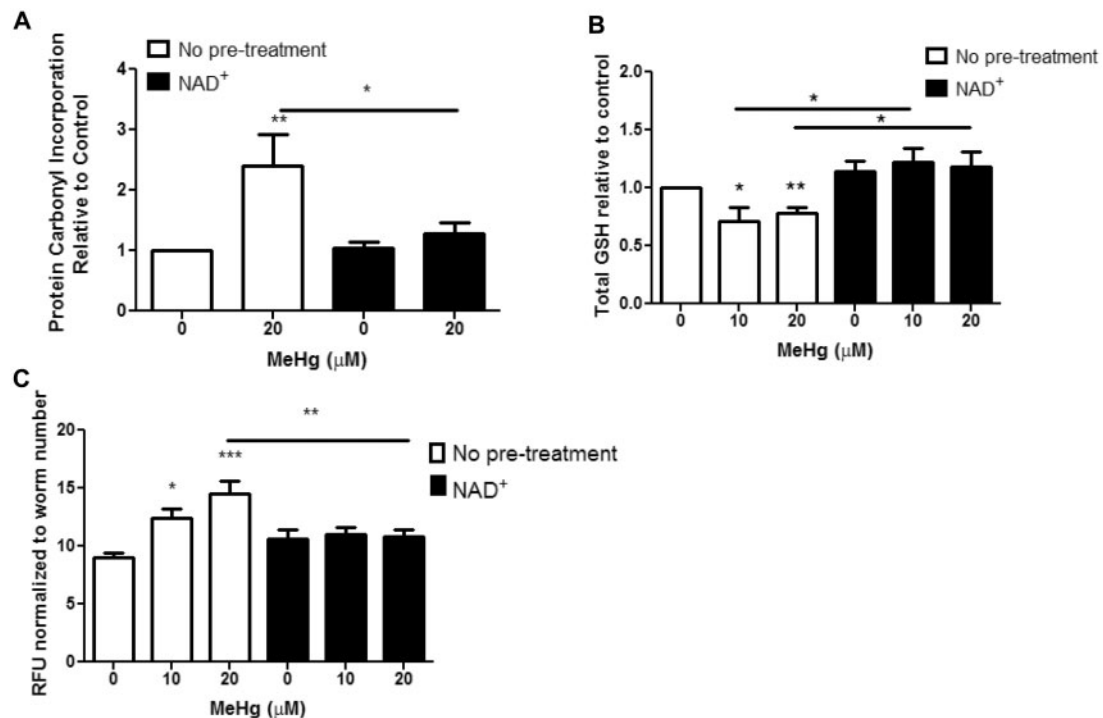 A
No pre-treatment
NAD+
Protein Carbonyl Incorporation
Relative to Control
4
3
2
1
0
*
**
0 20 0 20
MeHg (μM)
B
No pre-treatment
NAD+
Total GSH relative to control
2.0
1.5
1.0
0.5
0.0
*
*
* **
0 10 20 0 10 20
MeHg (μM)
C
RFU normalized to worm number
20
15
10
5
0
**
***
*
No pre-treatment
NAD+
0 10 20 0 10 20
MeHg (μM)